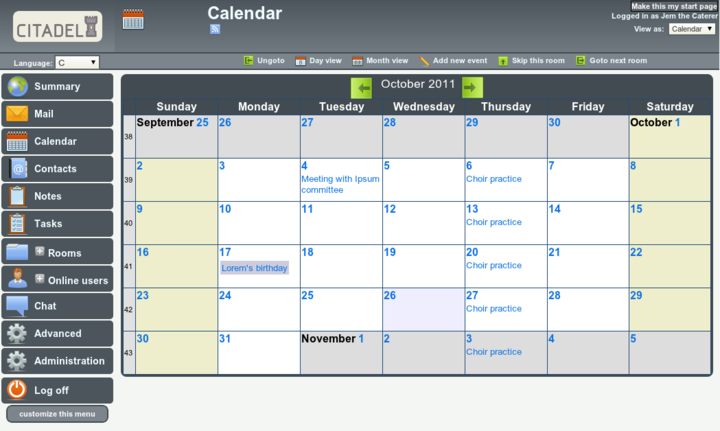 CITADEL
Calendar
Make this my start page
Logged in as Jem the Caterer
View as: Calendar
Language: C
Ungoto Day view Month view Add new event Skip this room Goto next room
Summary
Mail
Calendar
Contacts
Notes
Tasks
Rooms
Online users
Chat
Advanced
Administration
Log off
customize this menu
October 2011
Sunday Monday Tuesday Wednesday Thursday Friday Saturday
38 September 25 26 27 28 29 30 October 1
39 2 3 4 5 6 7 8
Meeting with Ipsum Choir practice
committee
40 9 10 11 12 13 14 15
Choir practice
41 16 17 18 19 20 21 22
Lorem's birthday Choir practice
42 23 24 25 26 27 28 29
Choir practice
43 30 31 November 1 2 3 4 5
Choir practice